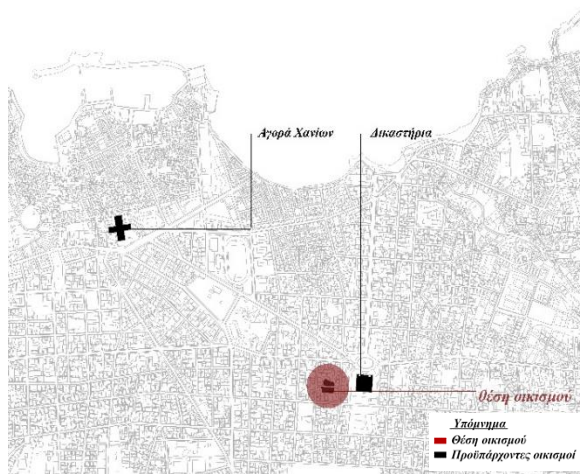 Αγορά Χανίων
Δικαστήρια
θέση οικισμού
Υπόμνημα
Θέση οικισμού
Προϋπάρχοντες οικισμοί